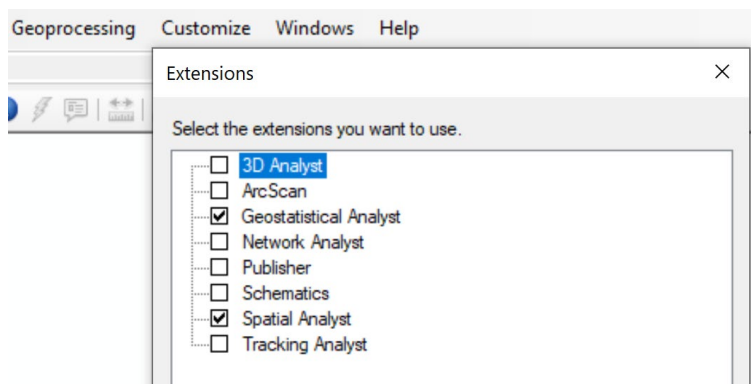 Geoprocessing Customize Windows Help
Extensions
Select the extensions you want to use.
3D Analyst
ArcScan
Geostatistical Analyst
Network Analyst
Publisher
Schematics
Spatial Analyst
Tracking Analyst